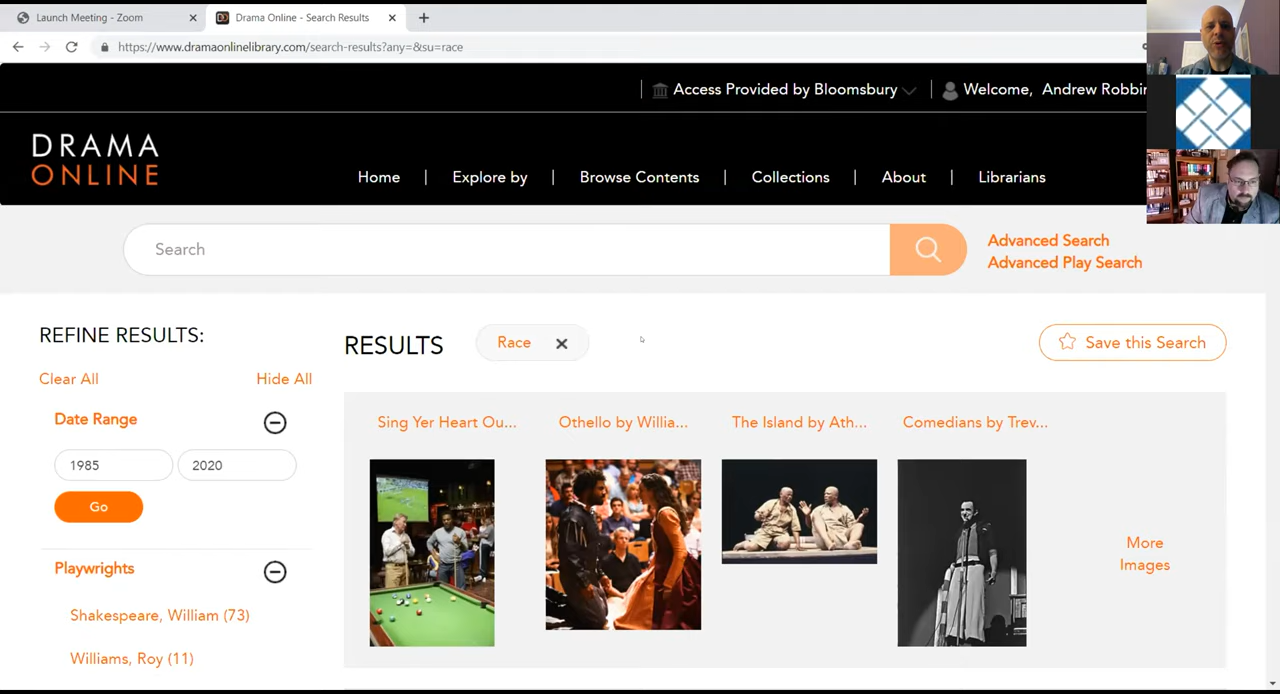 Launch Meeting - Zoom
Drama Online - Search Results
https://www.dramaonlinelibrary.com/search-results?any=&su=race
Access Provided by Bloomsbury
Welcome, Andrew Robbin
DRAMA
ONLINE
Home
Explore by
Browse Contents
Collections
About
Librarians
Search
Advanced Search
Advanced Play Search
REFINE RESULTS:
Clear All
Hide All
Date Range
1985
2020
Go
Playwrights
Shakespeare, William (73)
Williams, Roy (11)
RESULTS
Race
Save this Search
Sing Yer Heart Ou...
Othello by Willia...
The Island by Ath...
Comedians by Trev...
More
Images